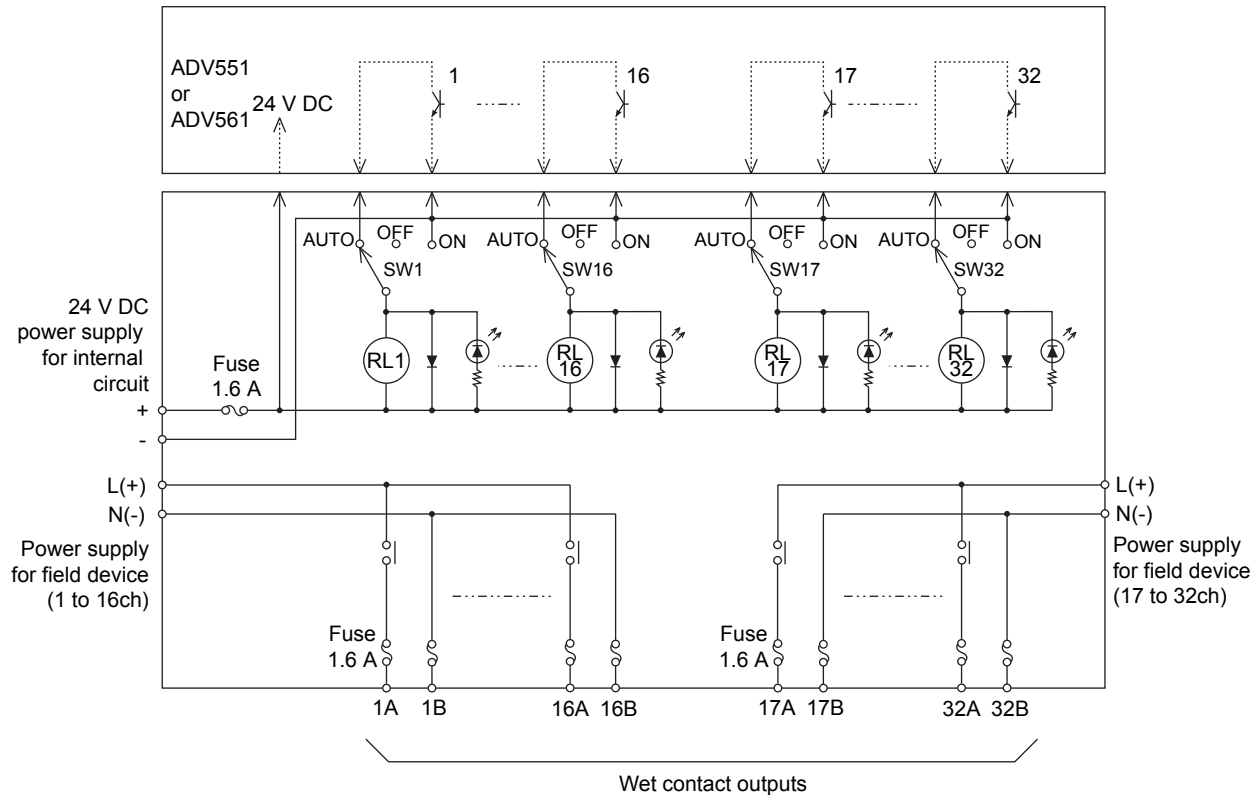 ADV551
or
ADV561
24 V DC
1
16
17
32
AUTO
OFF
ON
SW1
AUTO
OFF
ON
SW16
AUTO
OFF
ON
SW17
AUTO
OFF
ON
SW32
24 V DC
power supply
for internal
circuit
Fuse
1.6 A
RL1
RL
16
RL
17
RL
32
+
-
L(+)
N(-)
Power supply
for field device
(1 to 16ch)
L(+)
N(-)
Power supply
for field device
(17 to 32ch)
Fuse
1.6 A
Fuse
1.6 A
1A
1B
16A
16B
17A
17B
32A
32B
Wet contact outputs